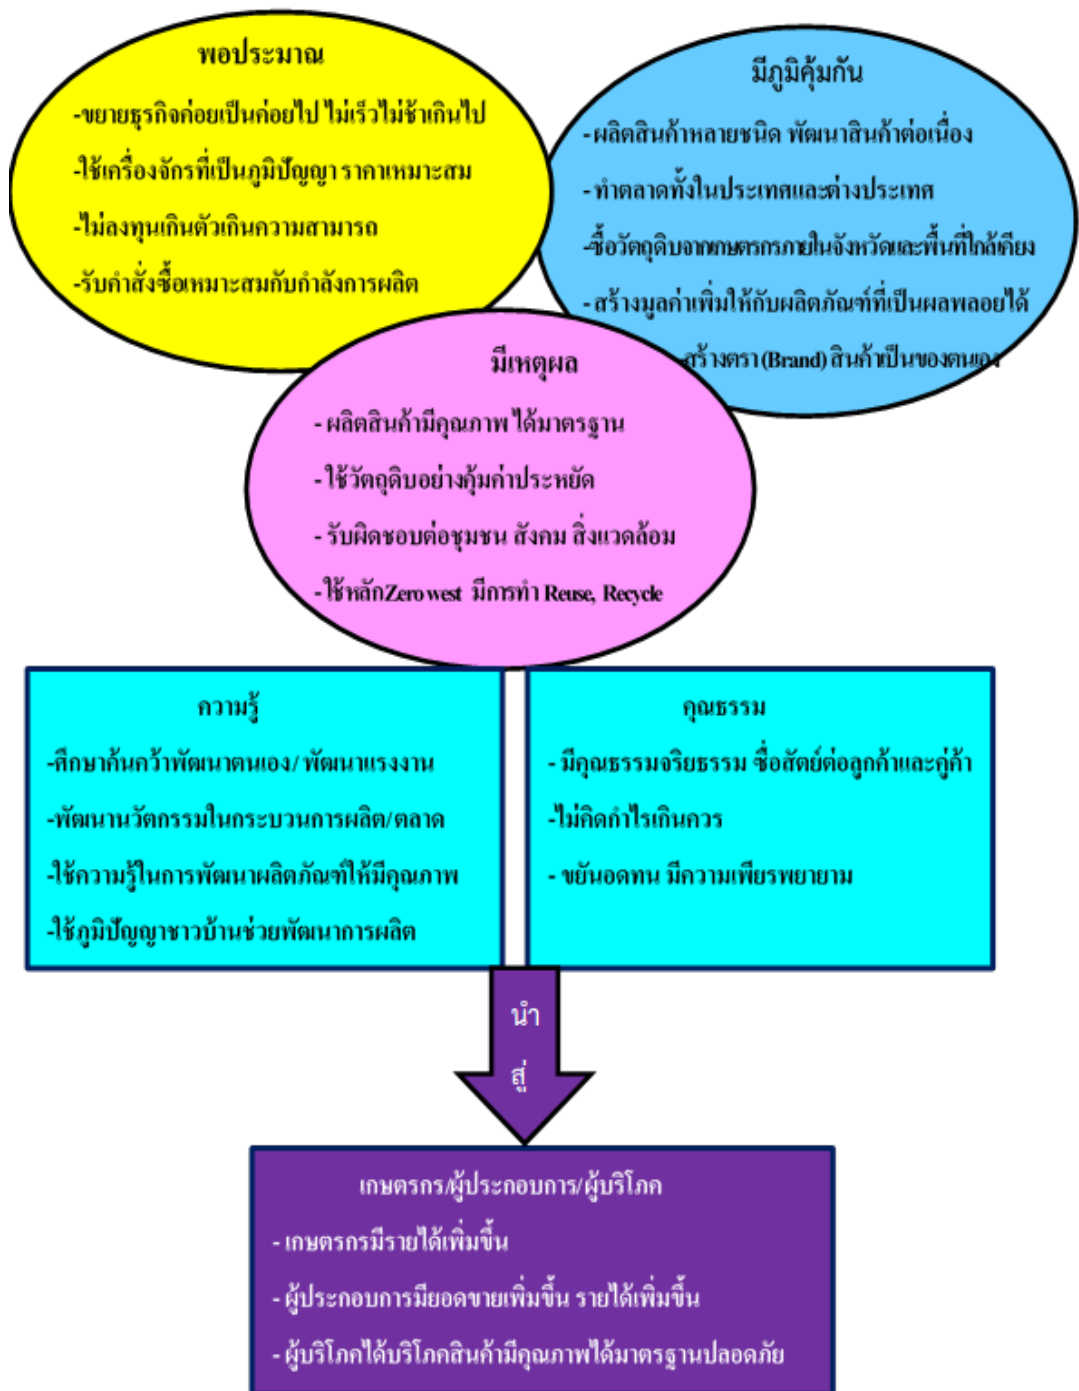 พอประมาณ
-ขยายธุรกิจค่อยเป็นค่อยไป ไม่เร็วไม่ช้าเกินไป
-ใช้เครื่องจักรที่เป็นภูมิปัญญา ราคาเหมาะสม
-ไม่ลงทุนเกินตัวเกินความสามารถ
-รับคำสั่งซื้อเหมาะสมกับกำลังการผลิต
มีภูมิคุ้มกัน
- ผลิตสินค้าหลายชนิด พัฒนาสินค้าต่อเนื่อง
- ทำตลาดทั้งในประเทศและต่างประเทศ
-ซื้อวัตถุดิบจากเกษตรกรภายในจังหวัดและพื้นที่ใกล้เคียง
- สร้างมูลค่าเพิ่มให้กับผลิตภัณฑ์ที่เป็นผลพลอยได้
-สร้างตรา (Brand) สินค้าเป็นของตนเอง
มีเหตุผล
- ผลิตสินค้ามีคุณภาพ ได้มาตรฐาน
- ใช้วัตถุดิบอย่างคุ้มค่าประหยัด
- รับผิดชอบต่อชุมชน สังคม สิ่งแวดล้อม
- ใช้หลักZero west มีการทำ Reuse, Recycle
ความรู้
-ศึกษาค้นคว้าพัฒนาตนเอง/ พัฒนาแรงงาน
-พัฒนานวัตกรรมในกระบวนการผลิต/ตลาด
-ใช้ความรู้ในการพัฒนาผลิตภัณฑ์ให้มีคุณภาพ
-ใช้ภูมิปัญญาชาวบ้านช่วยพัฒนาการผลิต
คุณธรรม
- มีคุณธรรมจริยธรรม ซื่อสัตย์ต่อลูกค้าและคู่ค้า
-ไม่คิดกำไรเกินควร
- ขยันอดทน มีความเพียรพยายาม
นำ
สู่
เกษตรกร/ผู้ประกอบการ/ผู้บริโภค
- เกษตรกรมีรายได้เพิ่มขึ้น
- ผู้ประกอบการมียอดขายเพิ่มขึ้น รายได้เพิ่มขึ้น
- ผู้บริโภคได้บริโภคสินค้ามีคุณภาพได้มาตรฐานปลอดภัย